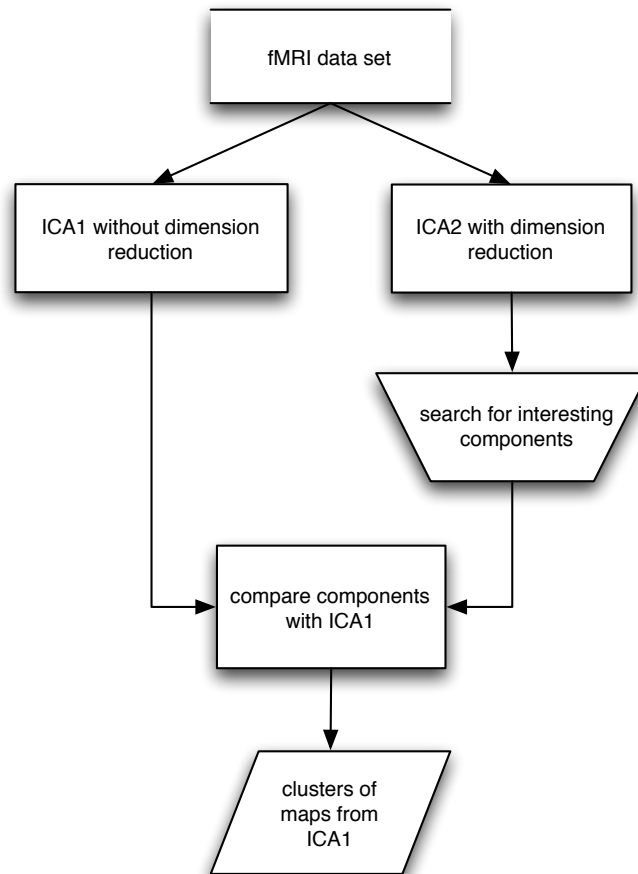 fMRI data set
ICA1 without dimension
reduction
ICA2 with dimension
reduction
search for interesting
components
compare components
with ICA1
clusters of
maps from
ICA1